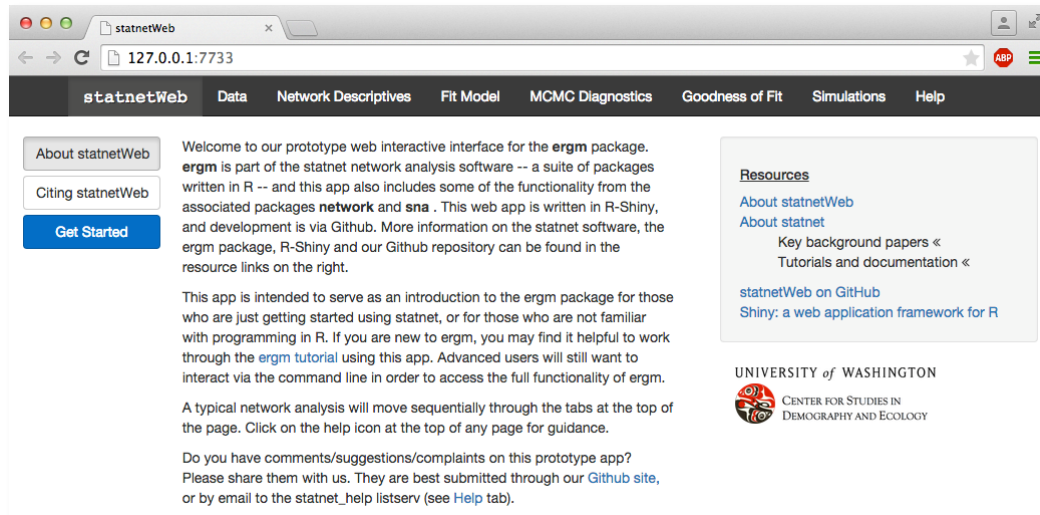 statnetWeb
127.0.0.1:7733
ABP
statnetWeb Data Network Descriptives Fit Model MCMC Diagnostics Goodness of Fit Simulations Help
About statnetWeb
Citing statnetWeb
Get Started
Welcome to our prototype web interactive interface for the ergm package.
ergm is part of the statnet network analysis software -- a suite of packages
written in R -- and this app also includes some of the functionality from the
associated packages network and sna . This web app is written in R-Shiny,
and development is via Github. More information on the statnet software, the
ergm package, R-Shiny and our Github repository can be found in the
resource links on the right.
This app is intended to serve as an introduction to the ergm package for those
who are just getting started using statnet, or for those who are not familiar
with programming in R. If you are new to ergm, you may find it helpful to work
through the ergm tutorial using this app. Advanced users will still want to
interact via the command line in order to access the full functionality of ergm.
A typical network analysis will move sequentially through the tabs at the top of
the page. Click on the help icon at the top of any page for guidance.
Do you have comments/suggestions/complaints on this prototype app?
Please share them with us. They are best submitted through our Github site,
or by email to the statnet_help listserv (see Help tab).
Resources
About statnetWeb
About statnet
Key background papers «
Tutorials and documentation «
statnetWeb on GitHub
Shiny: a web application framework for R
UNIVERSITY of WASHINGTON
CENTER FOR STUDIES IN
DEMOGRAPHY AND ECOLOGY